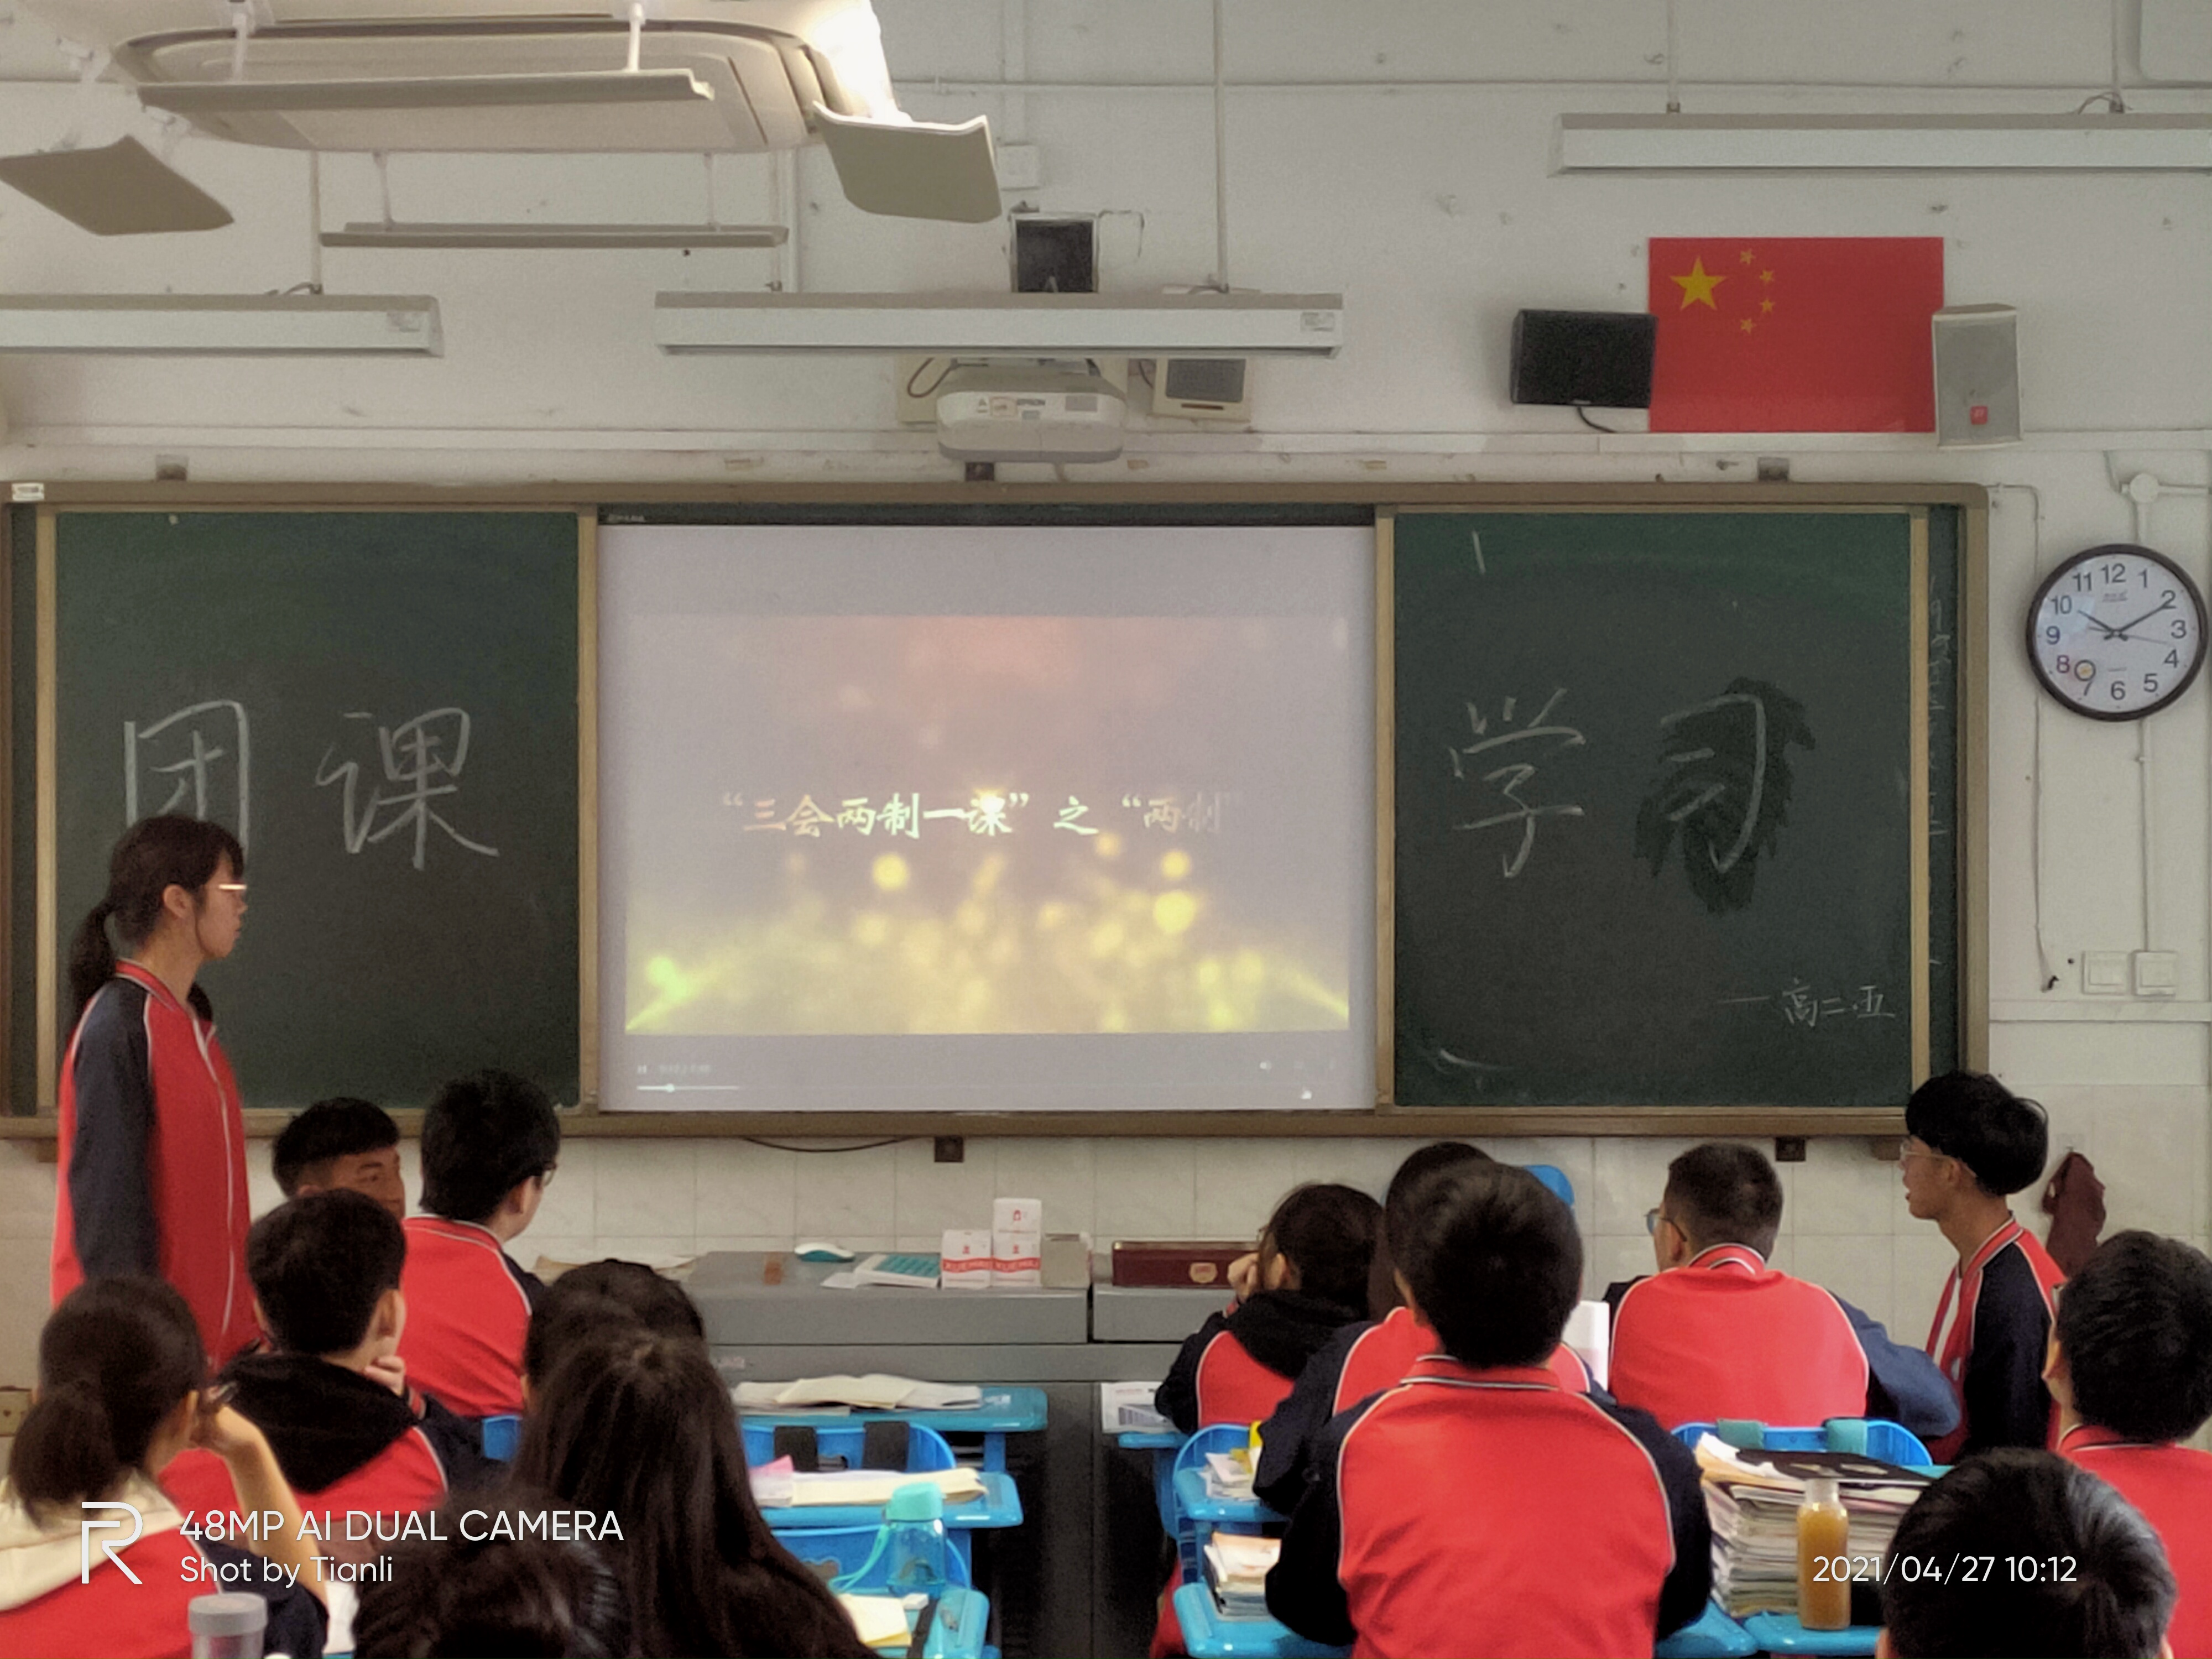 EPSON
团课
“三会两制一课”之“两制”
学习
——高二·五
11 12 1
10 2
9 3
8 4
7 6 5
48MP AI DUAL CAMERA
Shot by Tianli
2021/04/27 10:12